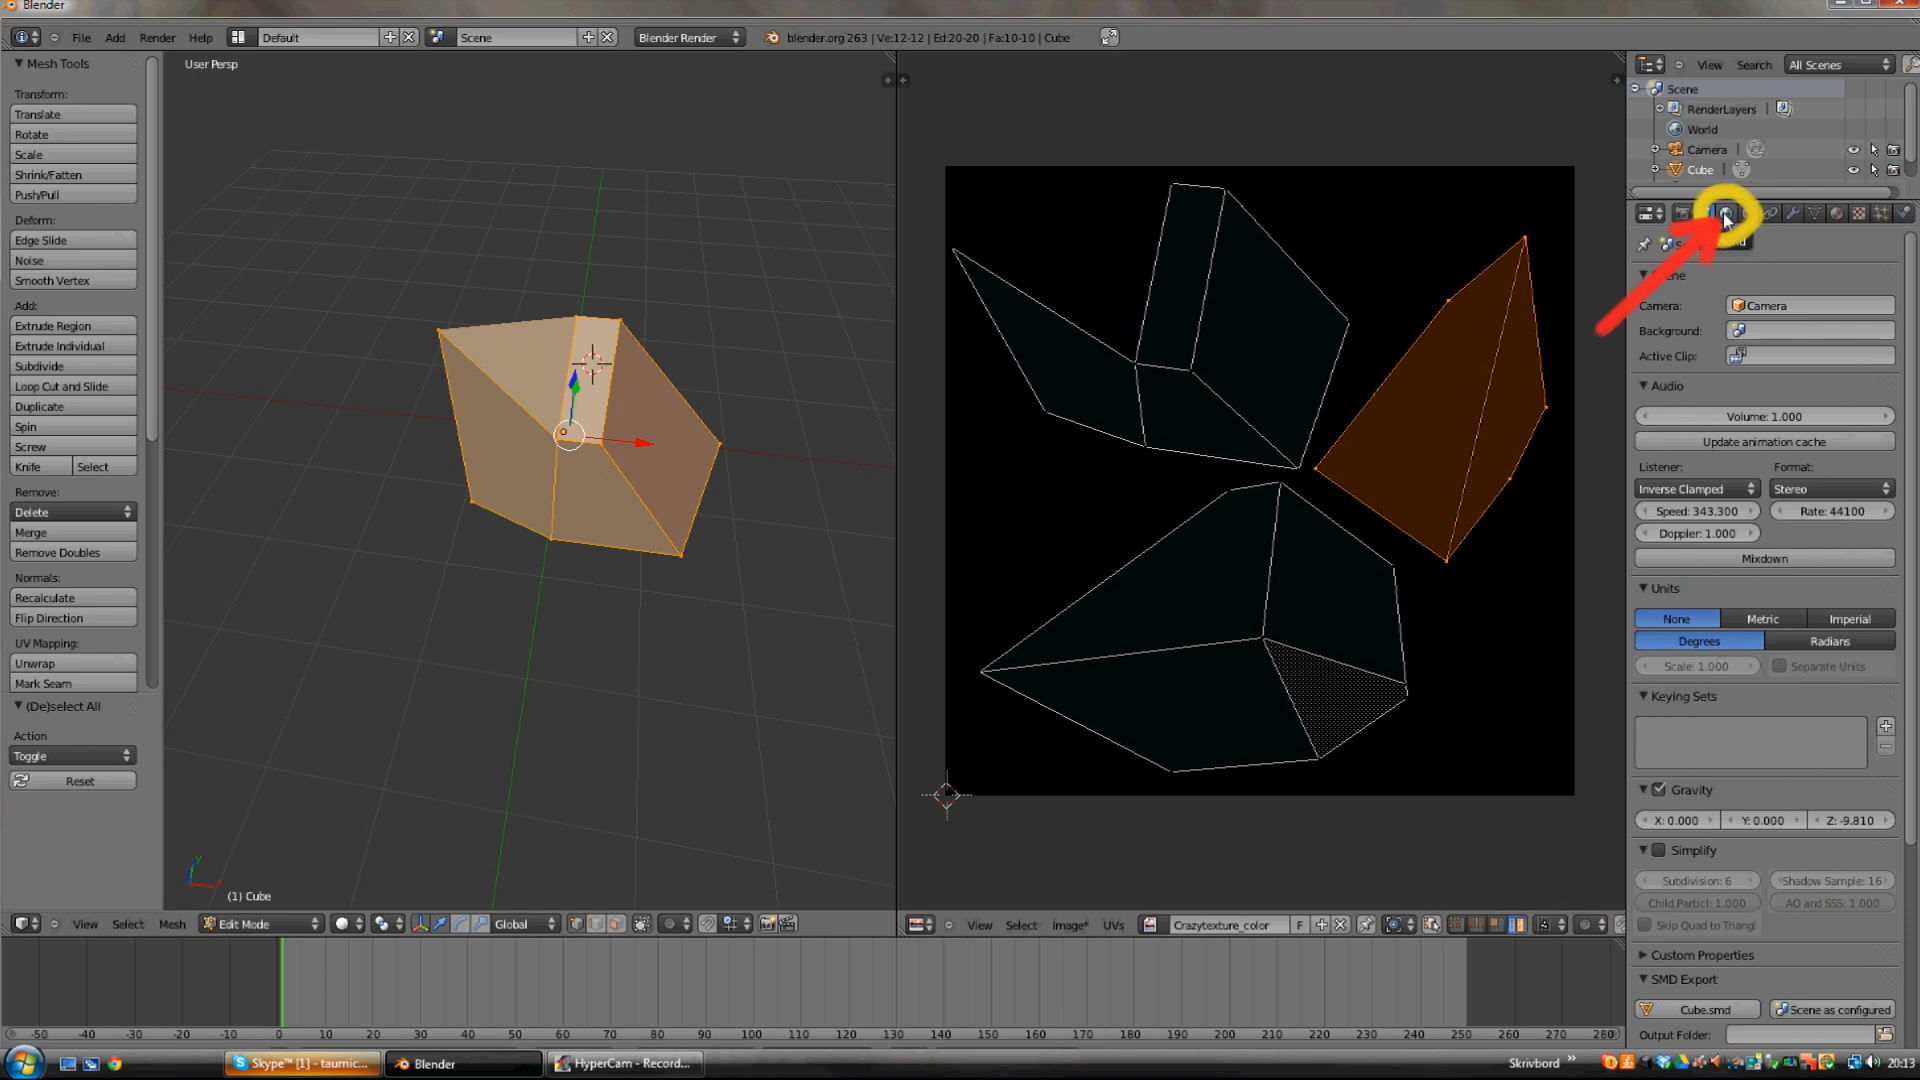 Blender
File Add Render Help Default Scene Blender Render blender.org 263 | Ve:12-12 | Ed:20-20 | Fa:10-10 | Cube
Mesh Tools
Transform:
Translate
Rotate
Scale
Shrink/Fatten
Push/Pull
Deform:
Edge Slide
Noise
Smooth Vertex
Add:
Extrude Region
Extrude Individual
Subdivide
Loop Cut and Slide
Duplicate
Spin
Screw
Knife Select
Remove:
Delete
Merge
Remove Doubles
Normals:
Recalculate
Flip Direction
UV Mapping:
Unwrap
Mark Seam
(De)select All
Action
Toggle
Reset
User Persp
y
(1) Cube
View Select Mesh Edit Mode Global
View Select Image* UVs Crazytexture_color F
View Search All Scenes
Scene
RenderLayers |
World
Camera |
Cube |
Camera: Camera
Background:
Active Clip:
Audio
Volume: 1.000
Update animation cache
Listener: Format:
Inverse Clamped Stereo
Speed: 343.300 Rate: 44100
Doppler: 1.000
Mixdown
Units
None Metric Imperial
Degrees Radians
Scale: 1.000 Separate Units
Keying Sets
Gravity
X: 0.000 Y: 0.000 Z: -9.810
Simplify
Subdivision: 6 Shadow Sample: 16
Child Particl: 1.000 AO and SSS: 1.000
Skip Quad to Triangl
Custom Properties
SMD Export
Cube.smd Scene as configured
Output Folder:
-50 -40 -30 -20 -10 0 10 20 30 40 50 60 70 80 90 100 110 120 130 140 150 160 170 180 190 200 210 220 230 240 250 260 270 280
Skype™ [1] - taumic... Blender HyperCam - Record... Skrivbord » 20:13